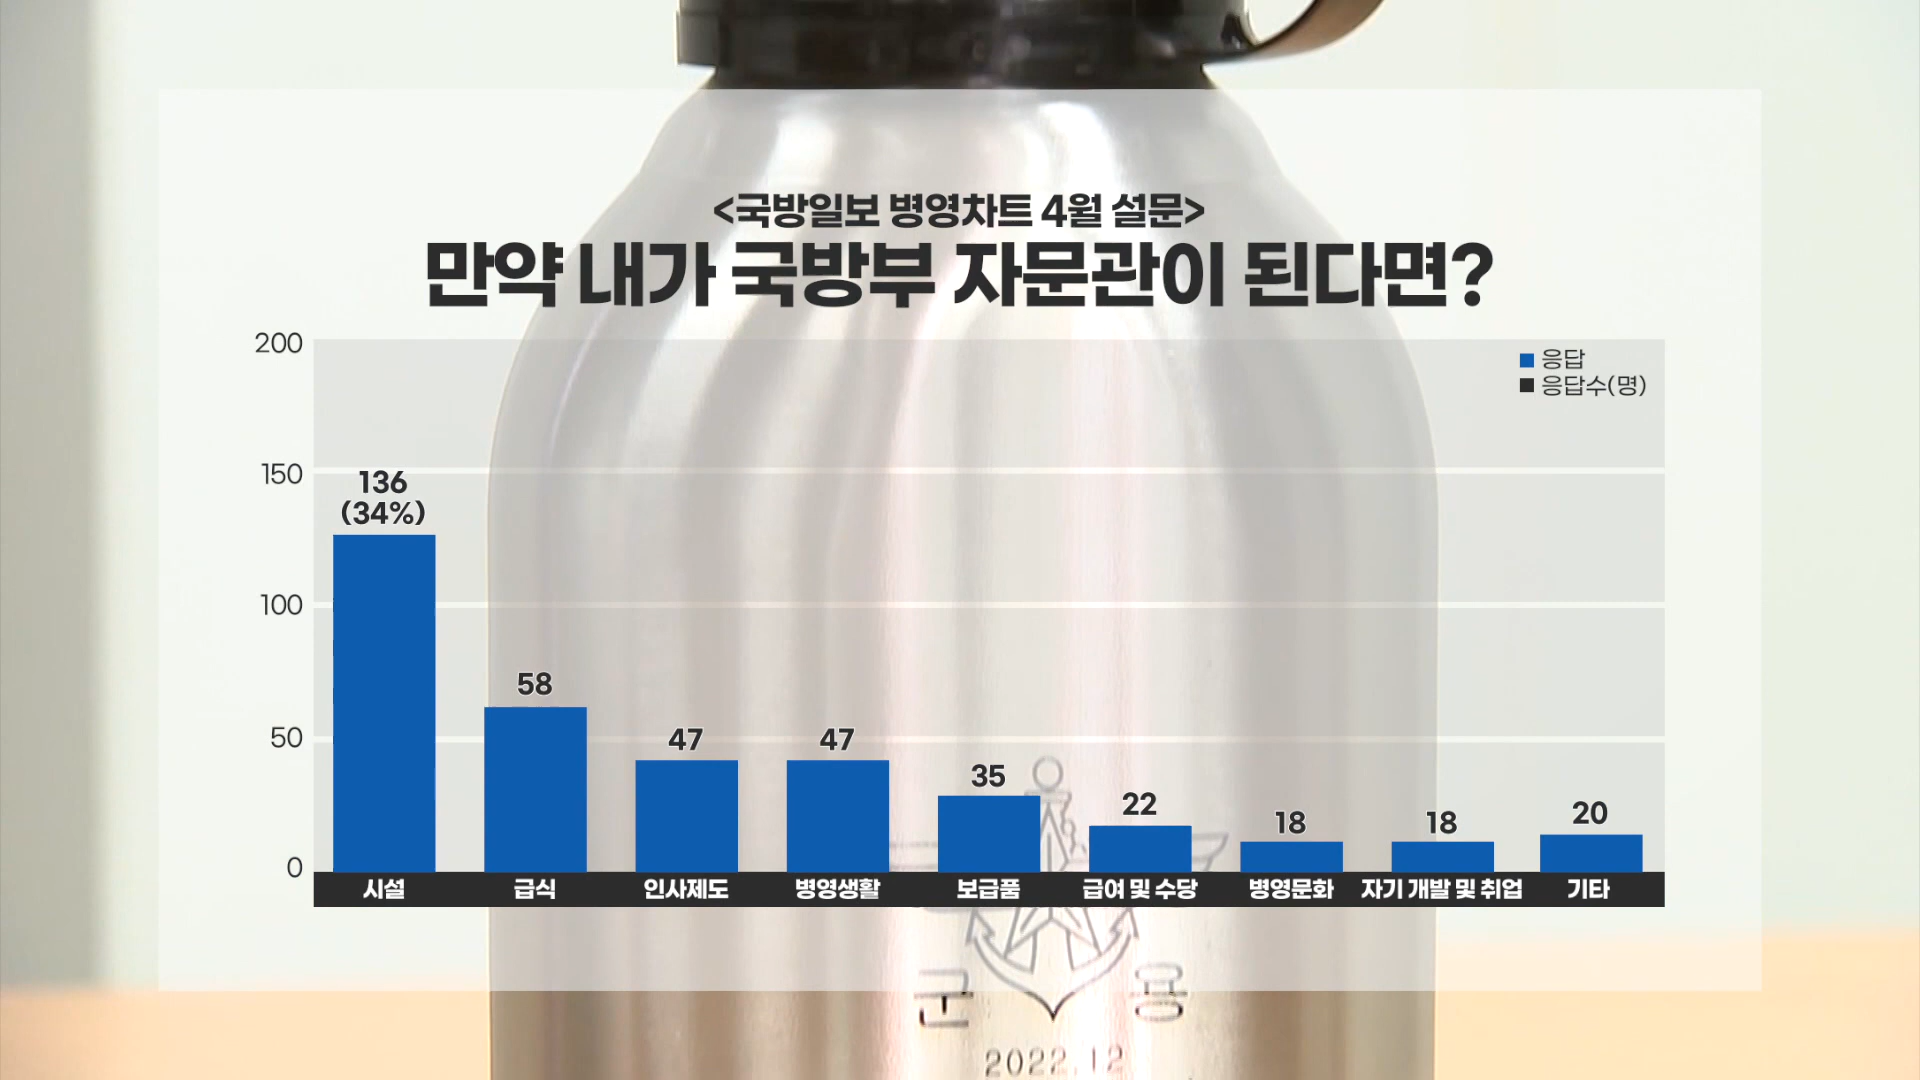 <국방일보 병영차트 4월 설문>
만약 내가 국방부 자문관이 된다면?
응답
응답수(명)
200
150
100
50
0
136
(34%)
58
47
47
35
22
18
18
20
시설
급식
인사제도
병영생활
보급품
급여 및 수당
병영문화
자기 개발 및 취업
기타
군 용
2022.12